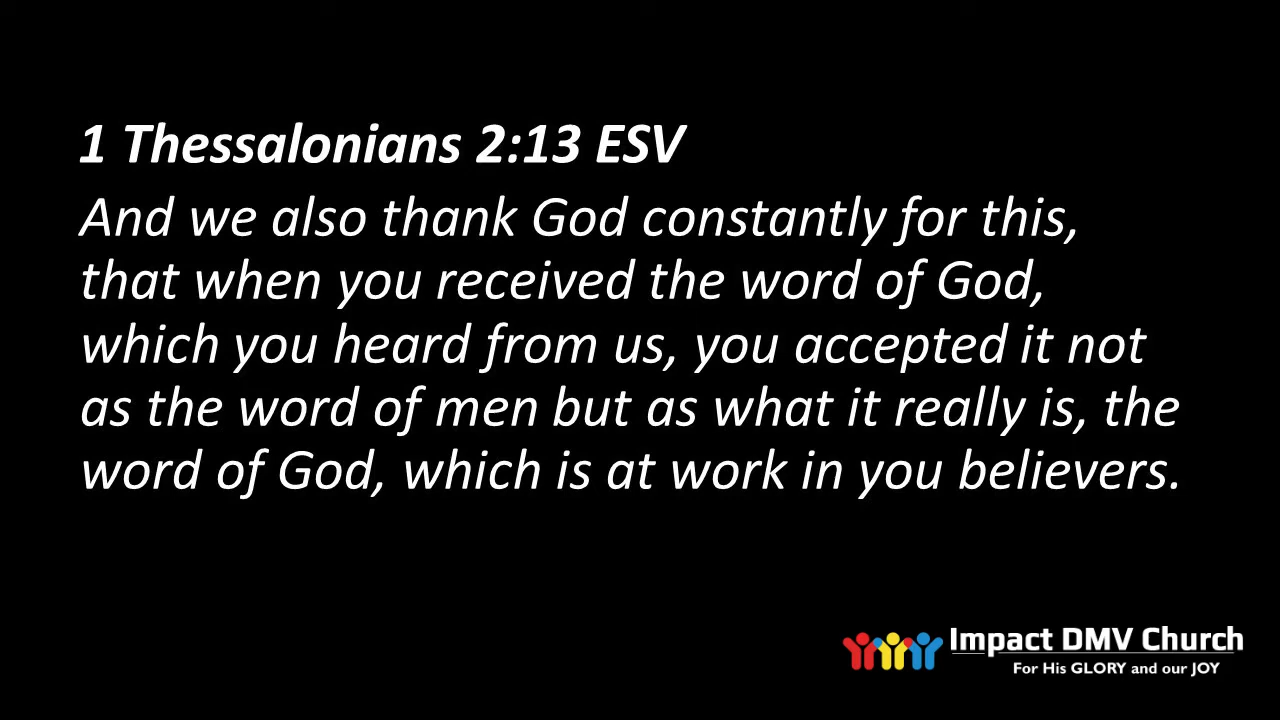 1 Thessalonians 2:13 ESV
And we also thank God constantly for this,
that when you received the word of God,
which you heard from us, you accepted it not
as the word of men but as what it really is, the
word of God, which is at work in you believers.
Impact DMV Church
For His GLORY and our JOY